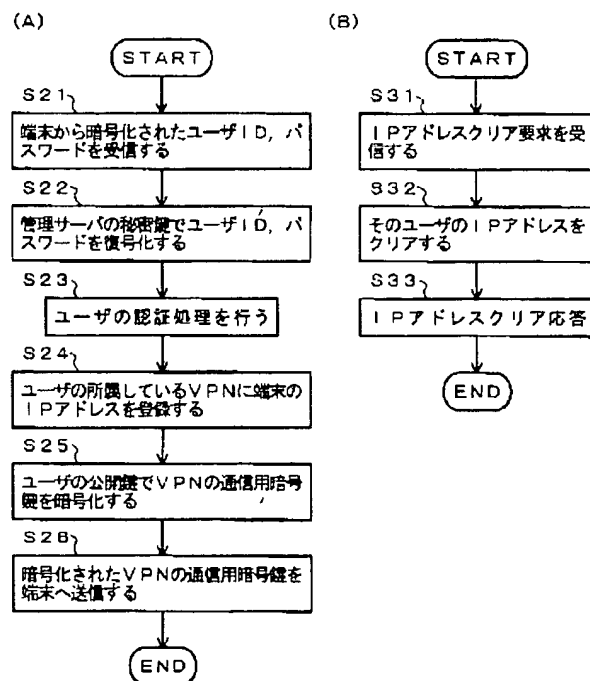 (A)
START
S21
端末から暗号化されたユーザID，パ
スワードを受信する
S22
管理サーバの秘密鍵でユーザID，パ
スワードを復号化する
S23
ユーザの認証処理を行う
S24
ユーザの所属しているVPNに端末の
IPアドレスを登録する
S25
ユーザの公開鍵でVPNの通信用暗号
鍵を暗号化する
S26
暗号化されたVPNの通信用暗号鍵を
端末へ送信する
END
(B)
START
S31
IPアドレスクリア要求を受
信する
S32
そのユーザのIPアドレスを
クリアする
S33
IPアドレスクリア応答
END